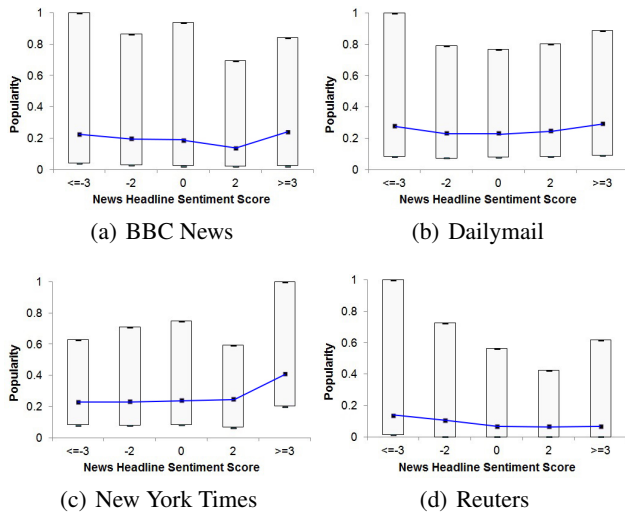 1
0.8
0.6
0.4
0.2
0
Popularity
<=-3 -2 0 2 >=3
News Headline Sentiment Score
(a) BBC News
1
0.8
0.6
0.4
0.2
0
Popularity
<=-3 -2 0 2 >=3
News Headline Sentiment Score
(b) Dailymail
1
0.8
0.6
0.4
0.2
0
Popularity
<=-3 -2 0 2 >=3
News Headline Sentiment Score
(c) New York Times
1
0.8
0.6
0.4
0.2
0
Popularity
<=-3 -2 0 2 >=3
News Headline Sentiment Score
(d) Reuters